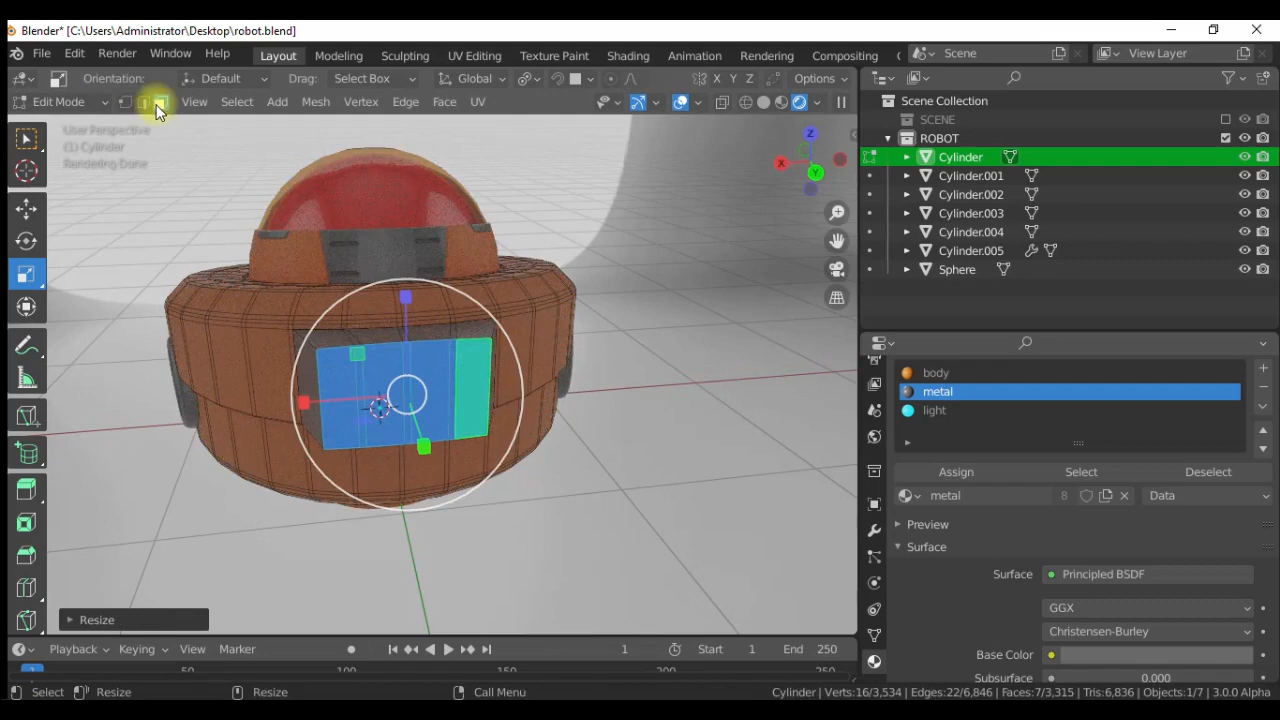 Blender* [C:\Users\Administrator\Desktop\robot.blend]
File Edit Render Window Help Layout Modeling Sculpting UV Editing Texture Paint Shading Animation Rendering Compositing Scene View Layer
Orientation: Default Drag: Select Box Global X Y Z Options
Edit Mode View Select Add Mesh Vertex Edge Face UV
Scene Collection
SCENE
User Perspective
(1) Cylinder
Rendering Done
Z
X
Y
ROBOT
Cylinder
Cylinder.001
Cylinder.002
Cylinder.003
Cylinder.004
Cylinder.005
Sphere
body
metal
light
Assign Select Deselect
metal 8 Data
Preview
Surface
Surface Principled BSDF
GGX
Christensen-Burley
Base Color
Subsurface 0.000
Resize
Playback Keying View Marker 1 Start 1 End 250
50 100 150 200 250
Select Resize Resize Call Menu Cylinder | Verts:16/3,534 | Edges:22/6,846 | Faces:7/3,315 | Tris:6,836 | Objects:1/7 | 3.0.0 Alpha